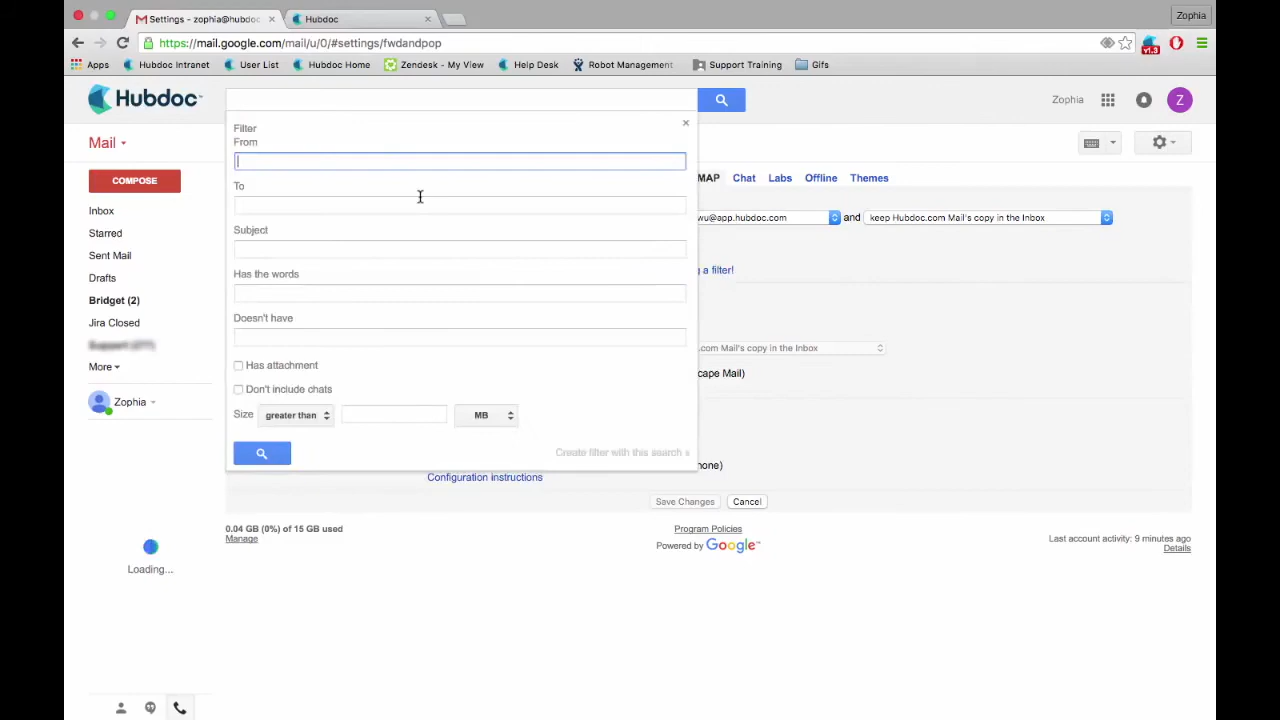 Settings - zophia@hubdoc
Hubdoc
Zophia
https://mail.google.com/mail/u/0/#settings/fwdandpop
v1.3
Apps
Hubdoc Intranet
User List
Hubdoc Home
Zendesk - My View
Help Desk
Robot Management
Support Training
Gifs
Hubdoc™
Zophia
Z
Mail
COMPOSE
Inbox
Starred
Sent Mail
Drafts
Bridget (2)
Jira Closed
More
Zophia
Loading...
Filter
From
To
Subject
Has the words
Doesn't have
Has attachment
Don't include chats
Size greater than MB
Create filter with this search »
MAP Chat Labs Offline Themes
wu@app.hubdoc.com and keep Hubdoc.com Mail's copy in the Inbox
g a filter!
.com Mail's copy in the Inbox
cape Mail)
one)
Configuration instructions
Save Changes Cancel
0.04 GB (0%) of 15 GB used
Manage
Program Policies
Powered by Google™
Last account activity: 9 minutes ago
Details